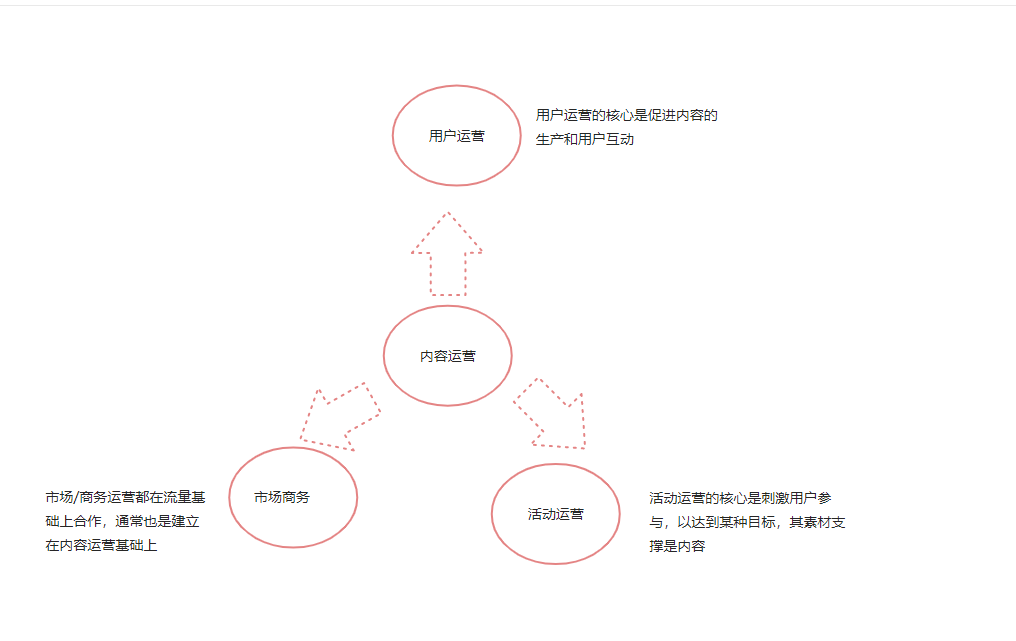 用户运营
用户运营的核心是促进内容的
生产和用户互动
内容运营
市场商务
市场/商务运营都在流量基
础上合作，通常也是建立
在内容运营基础上
活动运营
活动运营的核心是刺激用户参
与，以达到某种目标，其素材支
撑是内容